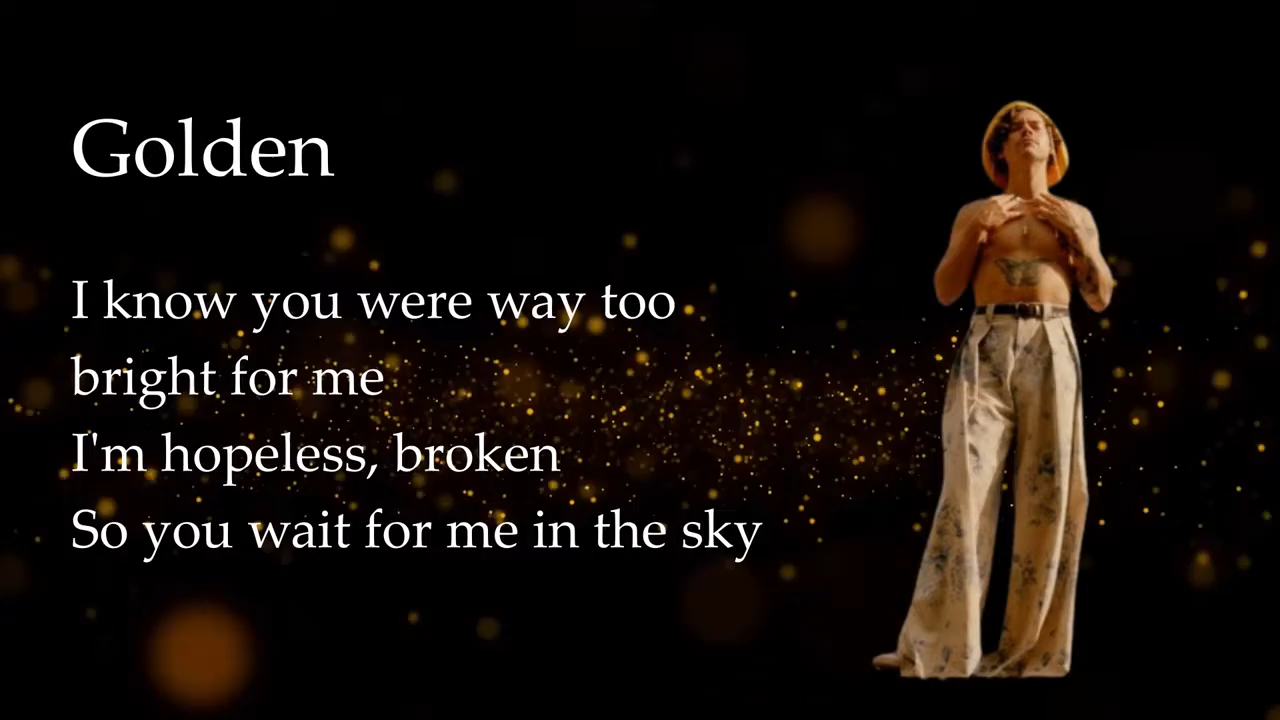 Golden
I know you were way too
bright for me
I'm hopeless, broken
So you wait for me in the sky